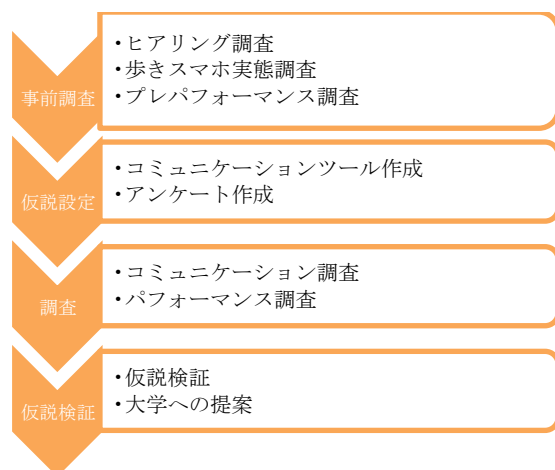 事前調査
・ヒアリング調査
・歩きスマホ実態調査
・プレパフォーマンス調査
仮説設定
・コミュニケーションツール作成
・アンケート作成
調査
・コミュニケーション調査
・パフォーマンス調査
仮説検証
・仮説検証
・大学への提案